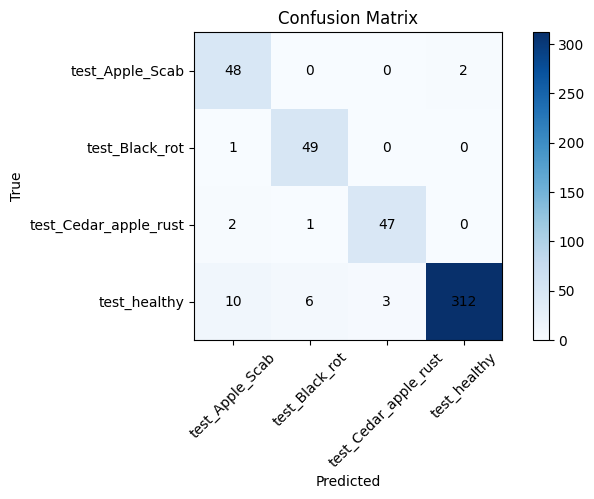 Confusion Matrix
True
test_Apple_Scab 48 0 0 2
test_Black_rot 1 49 0 0
test_Cedar_apple_rust 2 1 47 0
test_healthy 10 6 3 312
test_Apple_Scab test_Black_rot test_Cedar_apple_rust test_healthy
Predicted
300
250
200
150
100
50
0